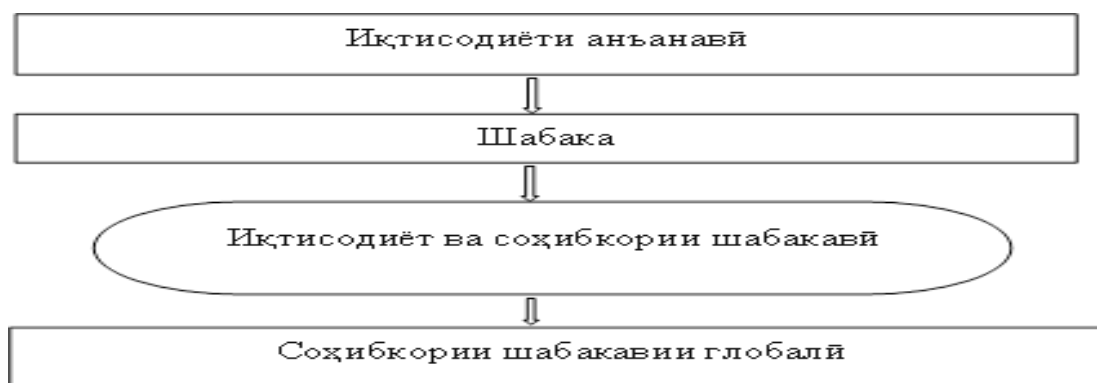 Иқтисодиёти анъанавӣ
Шабака
Иқтисодиёт ва соҳибкории шабакавӣ
Соҳибкории шабакавии глобалӣ